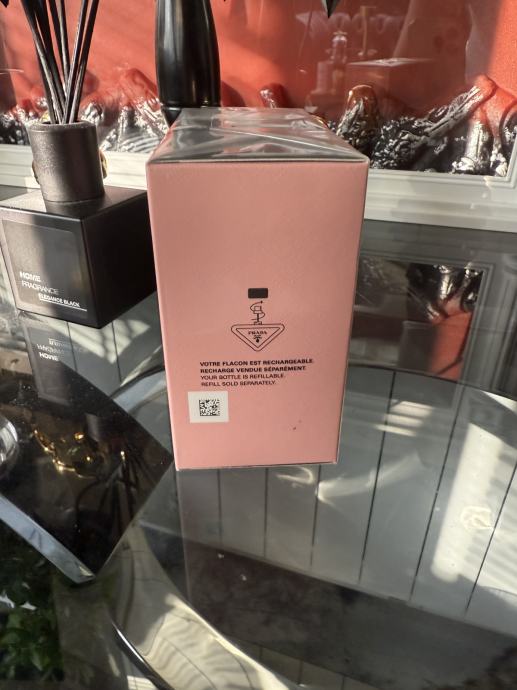 HOME
FRAGRANCE
ELEGANCE BLACK
PRADA
VOTRE FLACON EST RECHARGEABLE.
RECHARGE VENDUE SÉPARÉMENT.
YOUR BOTTLE IS REFILLABLE.
REFILL SOLD SEPARATELY.